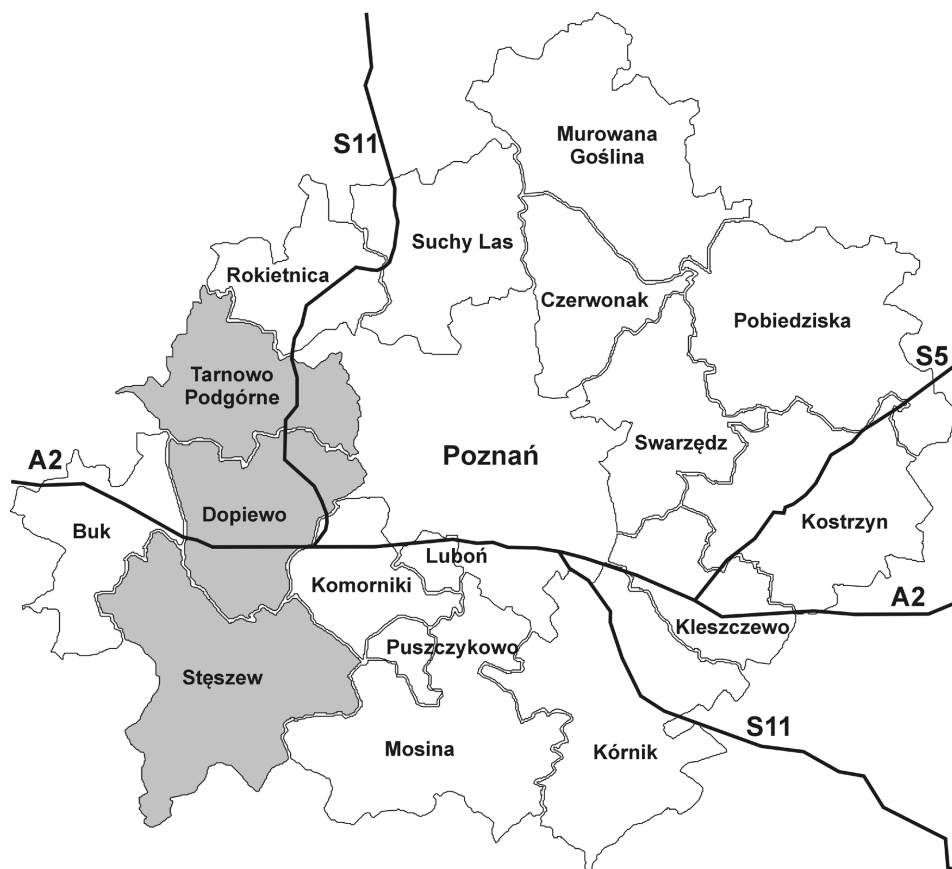 S11
Murowana
Goślina
Suchy Las
Rokietnica
Czerwonak
Pobiedziska
S5
Tarnowo
Podgórne
Swarzędz
Poznań
A2
Dopiewo
Kostrzyn
Buk
Luboń
Komorniki
A2
Kleszczewo
Puszczykowo
Stęszew
S11
Mosina
Kórnik